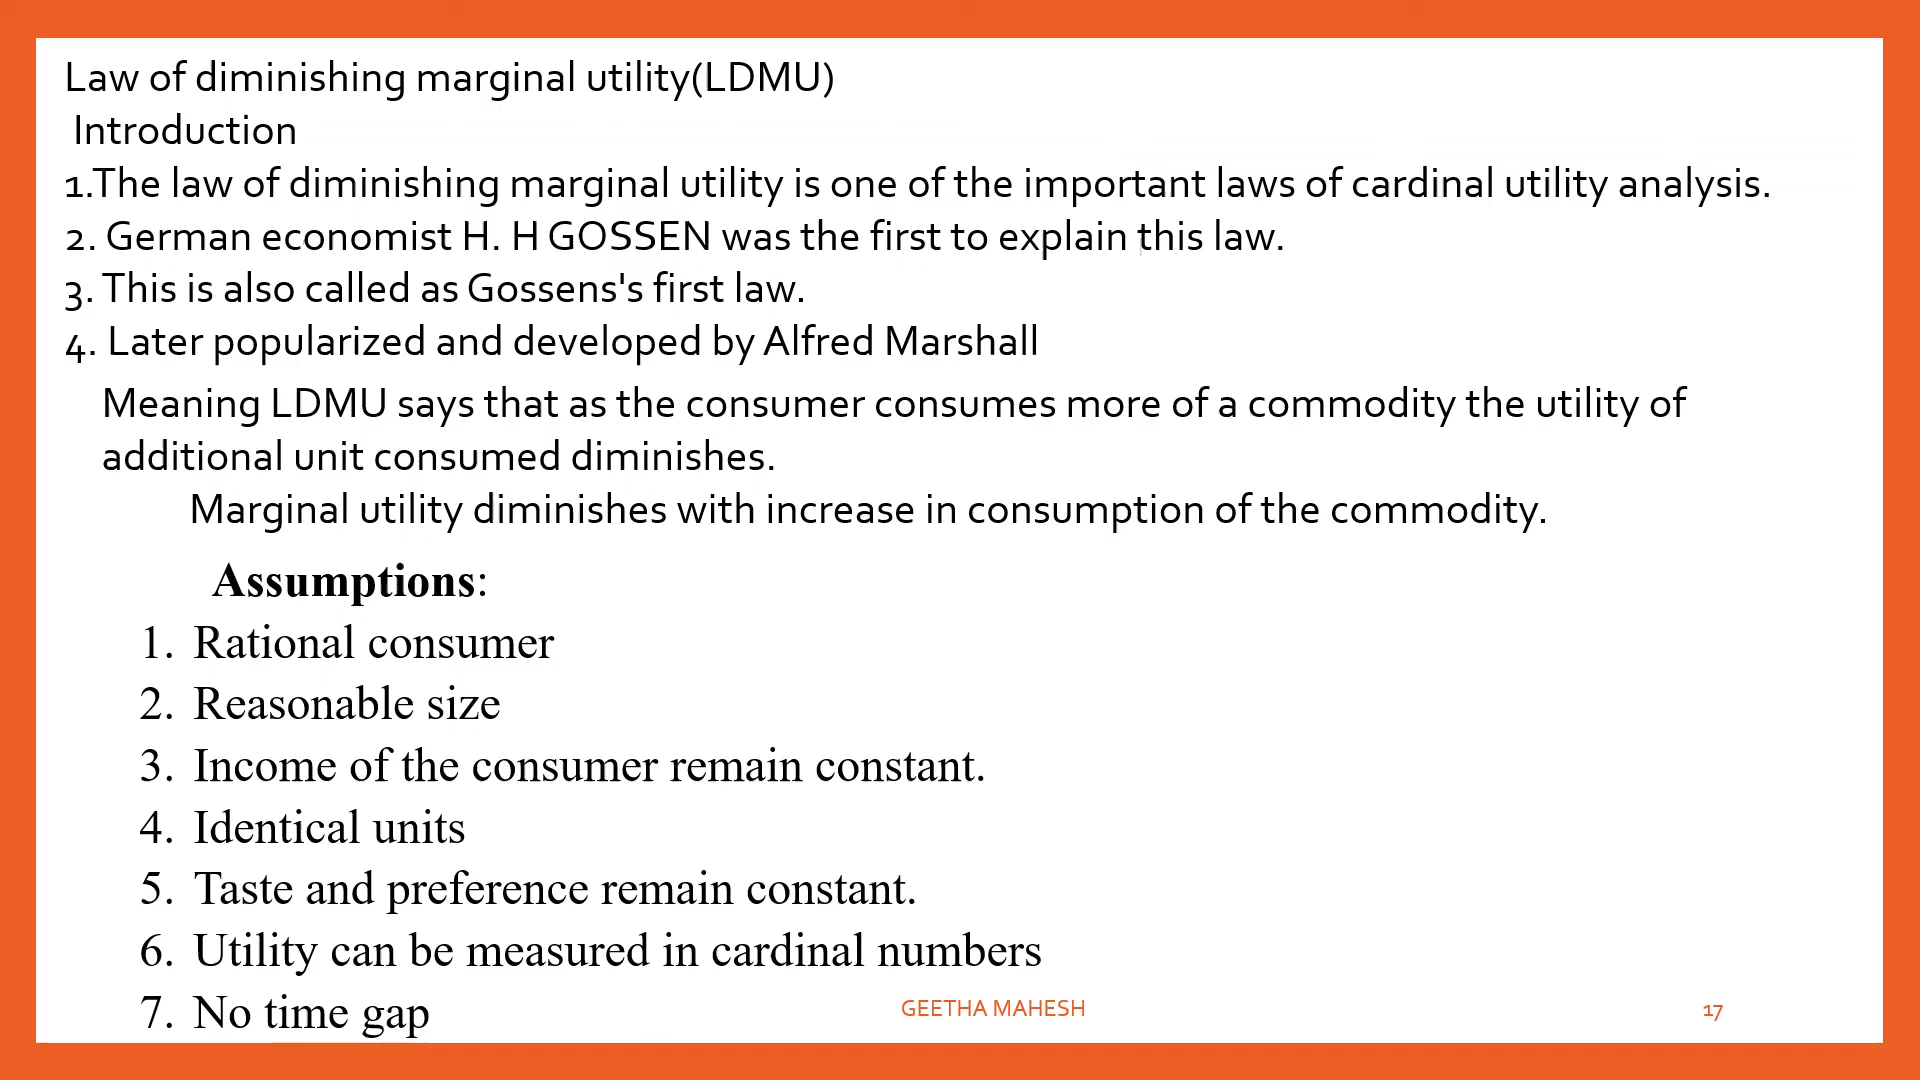 Law of diminishing marginal utility(LDMU)
Introduction
1.The law of diminishing marginal utility is one of the important laws of cardinal utility analysis.
2. German economist H. H GOSSEN was the first to explain this law.
3. This is also called as Gossens's first law.
4. Later popularized and developed by Alfred Marshall
Meaning LDMU says that as the consumer consumes more of a commodity the utility of
additional unit consumed diminishes.
Marginal utility diminishes with increase in consumption of the commodity.
Assumptions:
1. Rational consumer
2. Reasonable size
3. Income of the consumer remain constant.
4. Identical units
5. Taste and preference remain constant.
6. Utility can be measured in cardinal numbers
7. No time gap
GEETHA MAHESH
17